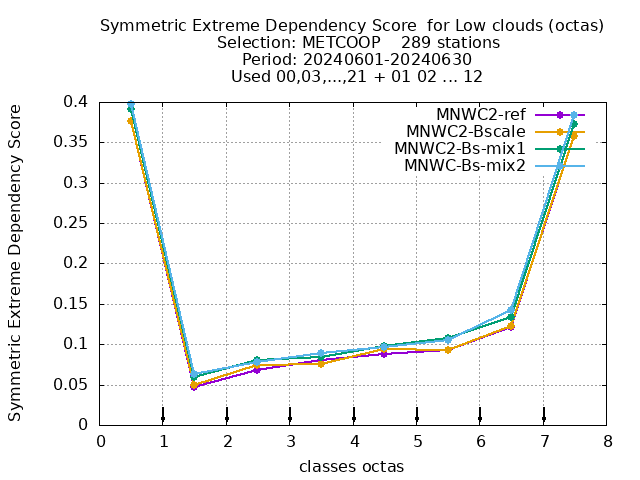 Symmetric Extreme Dependency Score  for Low clouds (octas)
Selection: METCOOP    289 stations
Period: 20240601-20240630
Used 00,03,...,21 + 01 02 ... 12
Symmetric Extreme Dependency Score
0.4
0.35
0.3
0.25
0.2
0.15
0.1
0.05
0
MNWC2-ref
MNWC2-Bscale
MNWC2-Bs-mix1
MNWC-Bs-mix2
0 1 2 3 4 5 6 7 8
classes octas